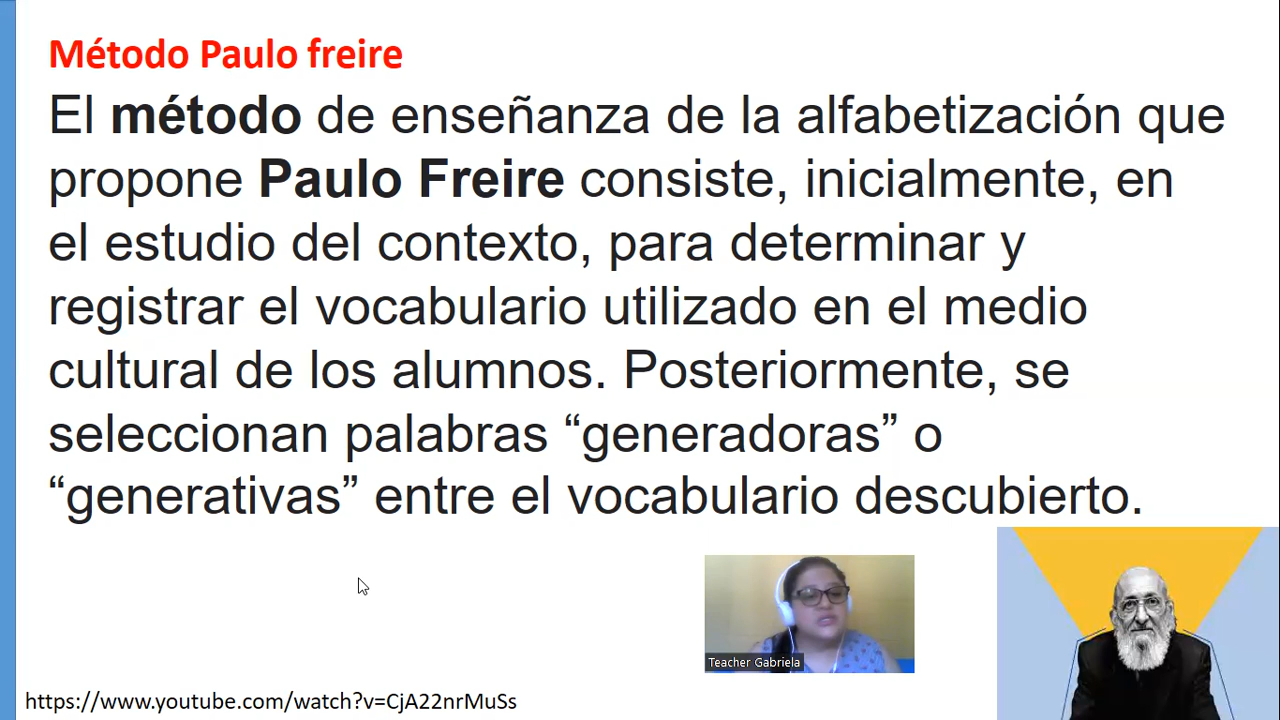 Método Paulo freire
El método de enseñanza de la alfabetización que
propone Paulo Freire consiste, inicialmente, en
el estudio del contexto, para determinar y
registrar el vocabulario utilizado en el medio
cultural de los alumnos. Posteriormente, se
seleccionan palabras “generadoras” o
“generativas” entre el vocabulario descubierto.
Teacher Gabriela
https://www.youtube.com/watch?v=CjA22nrMuSs